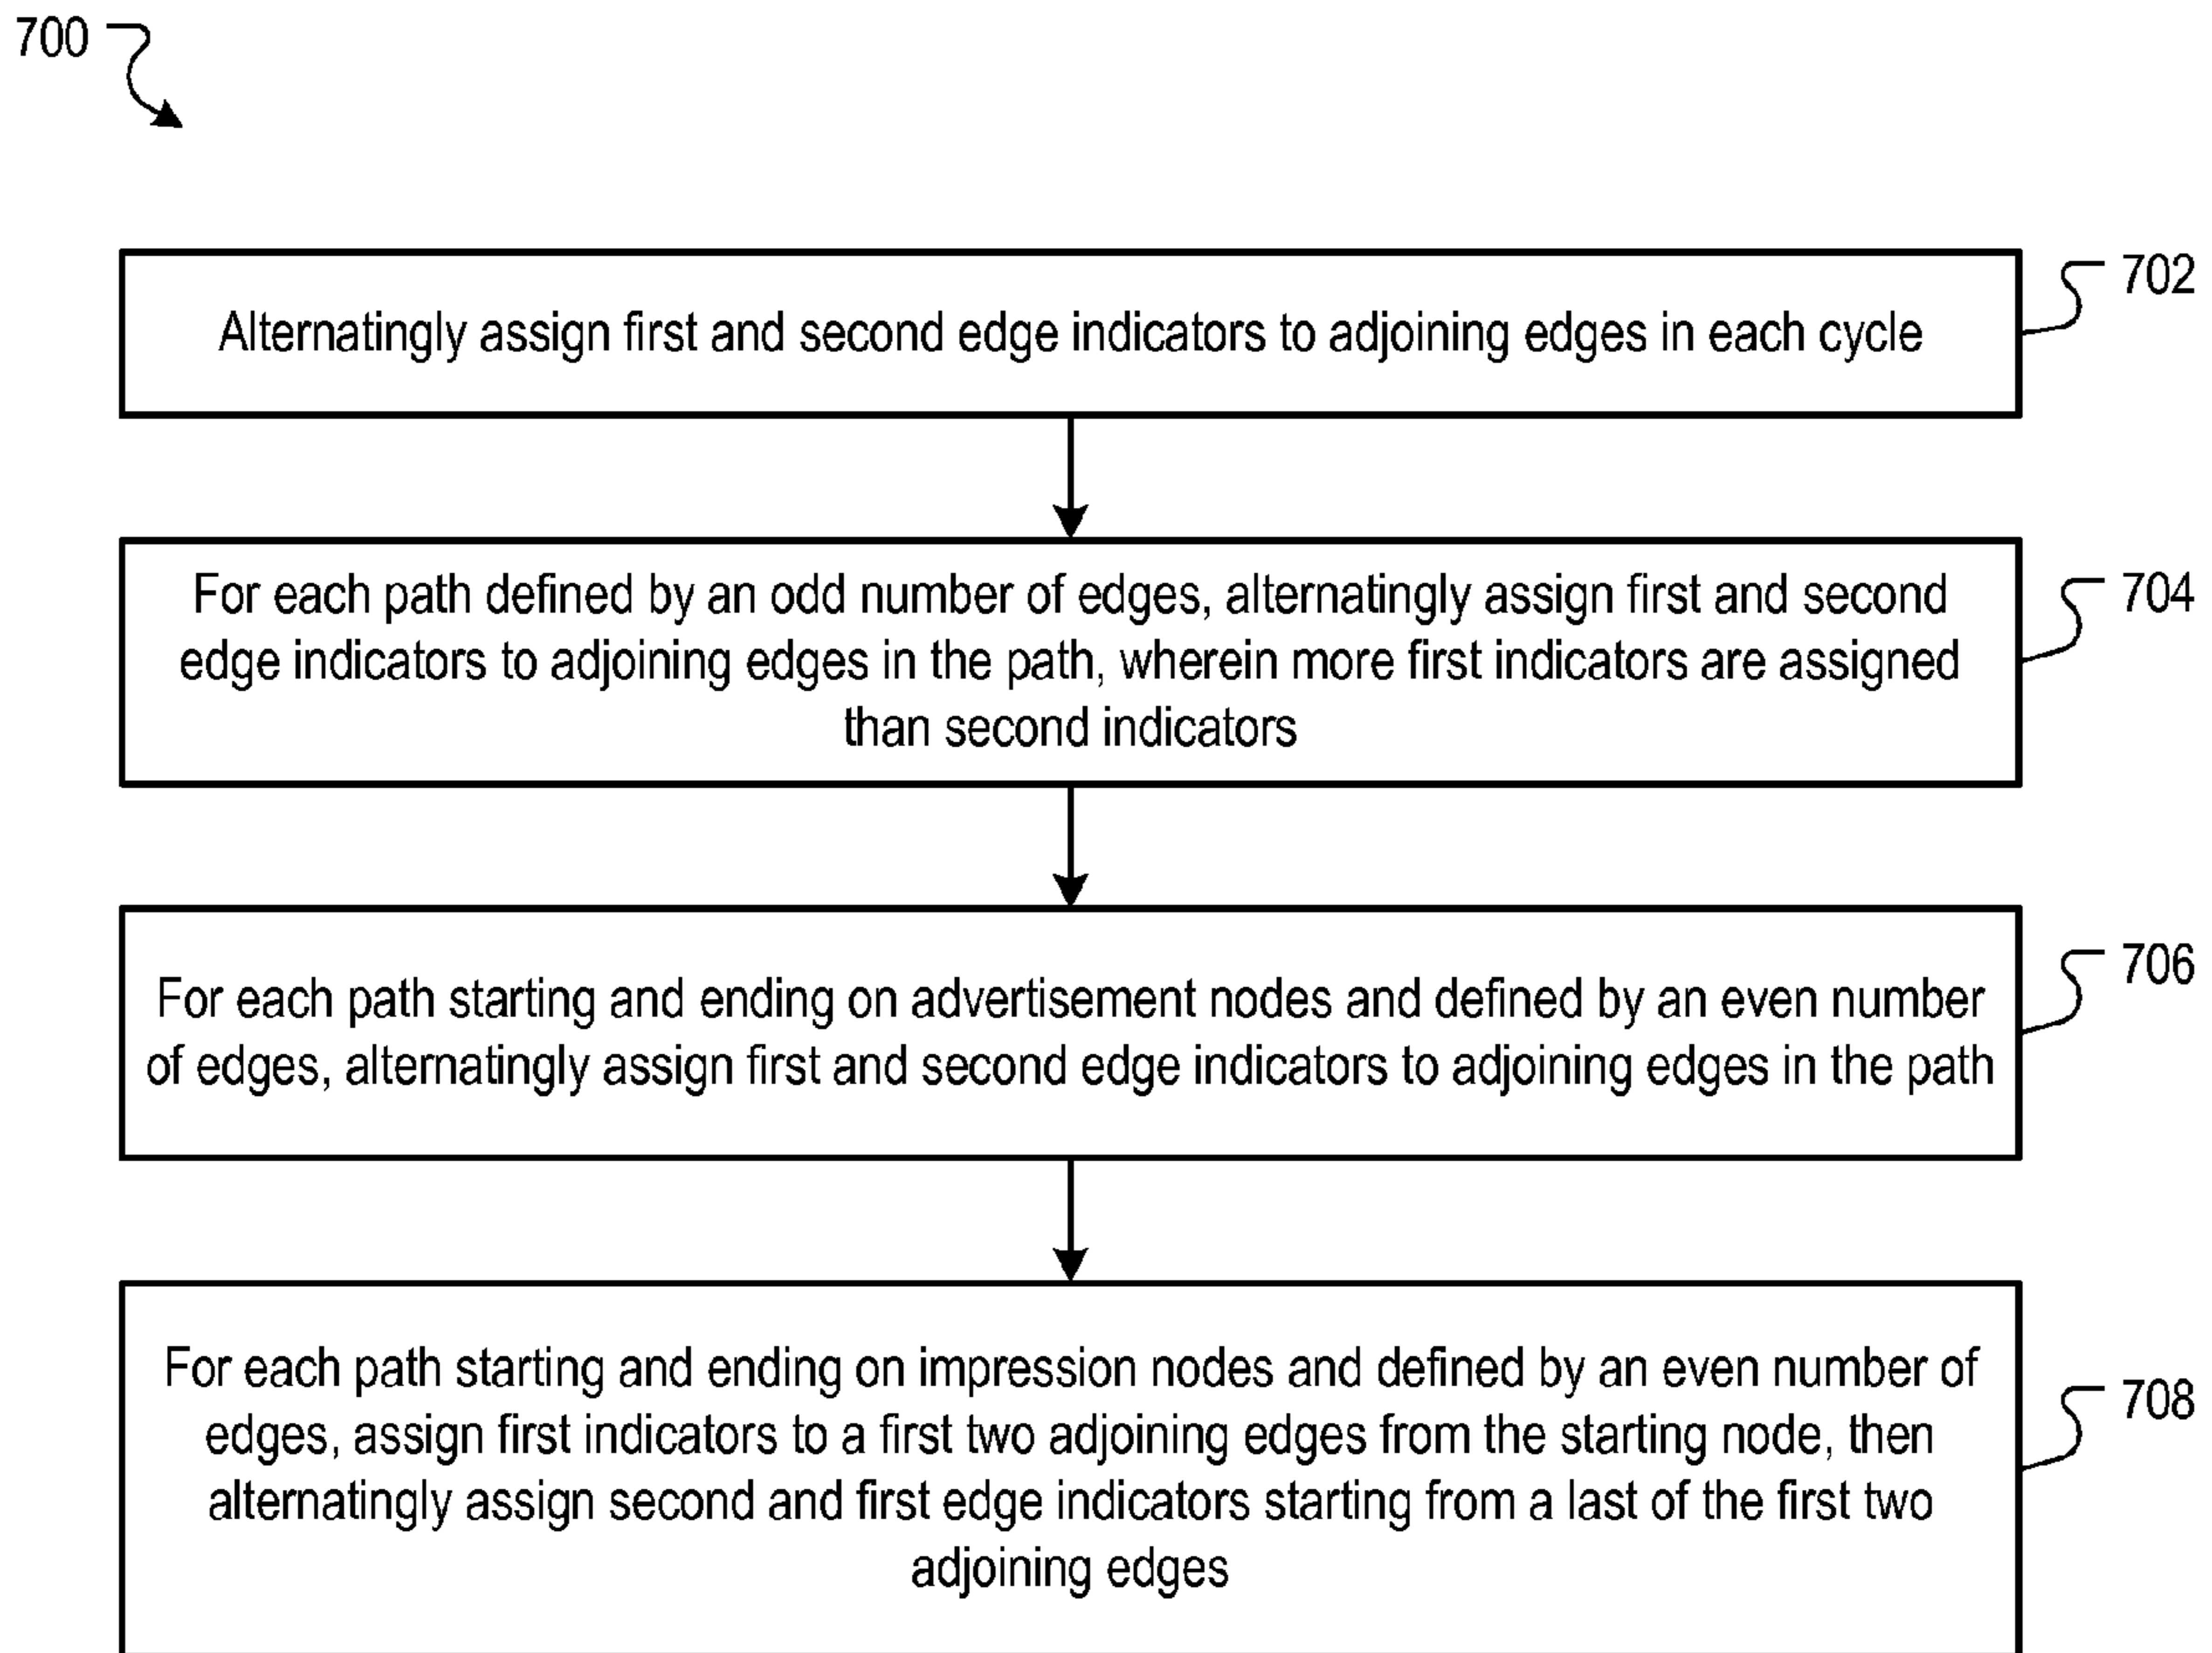 700
Alternatingly assign first and second edge indicators to adjoining edges in each cycle
702
For each path defined by an odd number of edges, alternatingly assign first and second
edge indicators to adjoining edges in the path, wherein more first indicators are assigned
than second indicators
704
For each path starting and ending on advertisement nodes and defined by an even number
of edges, alternatingly assign first and second edge indicators to adjoining edges in the path
706
For each path starting and ending on impression nodes and defined by an even number of
edges, assign first indicators to a first two adjoining edges from the starting node, then
alternatingly assign second and first edge indicators starting from a last of the first two
adjoining edges
708